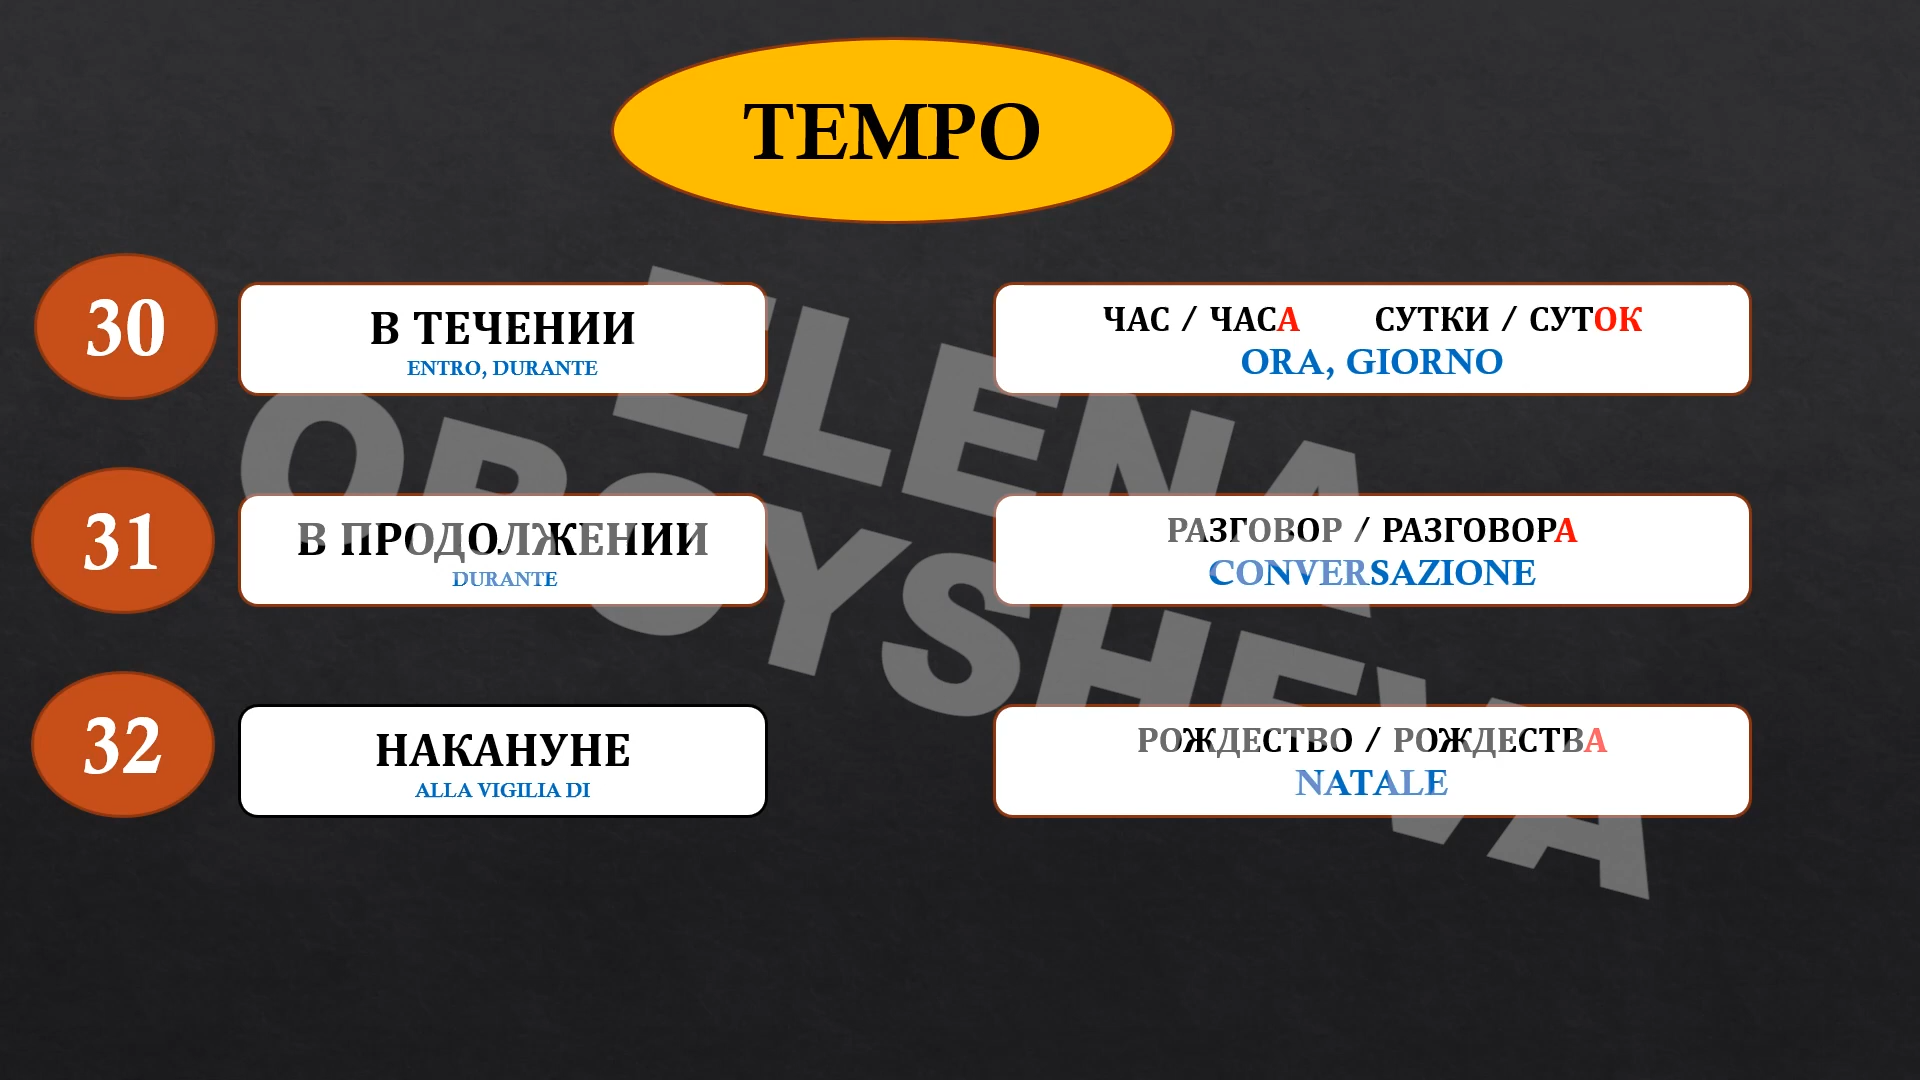 ТЕМРО
30
В ТЕЧЕНИИ
ENTRO, DURANTE
ЧАС / ЧАСА СУТКИ / СУТОК
ORA, GIORNO
31
В ПРОДОЛЖЕНИИ
DURANTE
РАЗГОВОР / РАЗГОВОРА
CONVERSAZIONE
32
НАКАНУНЕ
ALLA VIGILIA DI
РОЖДЕСТВО / РОЖДЕСТВА
NATALE
ELENA
OBOYSHEVA